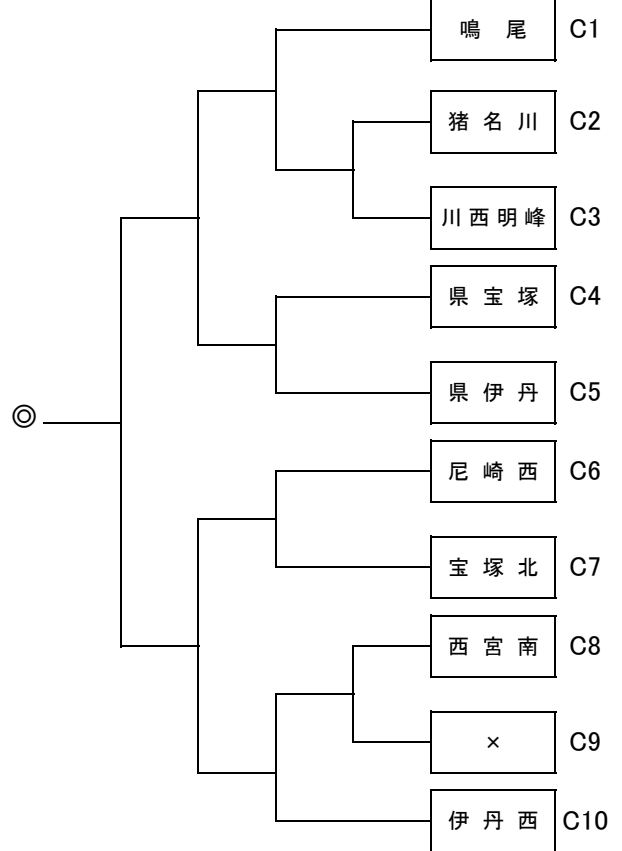 鳴 尾 C1
猪 名 川 C2
川 西 明 峰 C3
県 宝 塚 C4
県 伊 丹 C5
◎
尼 崎 西 C6
宝 塚 北 C7
西 宮 南 C8
× C9
伊 丹 西 C10